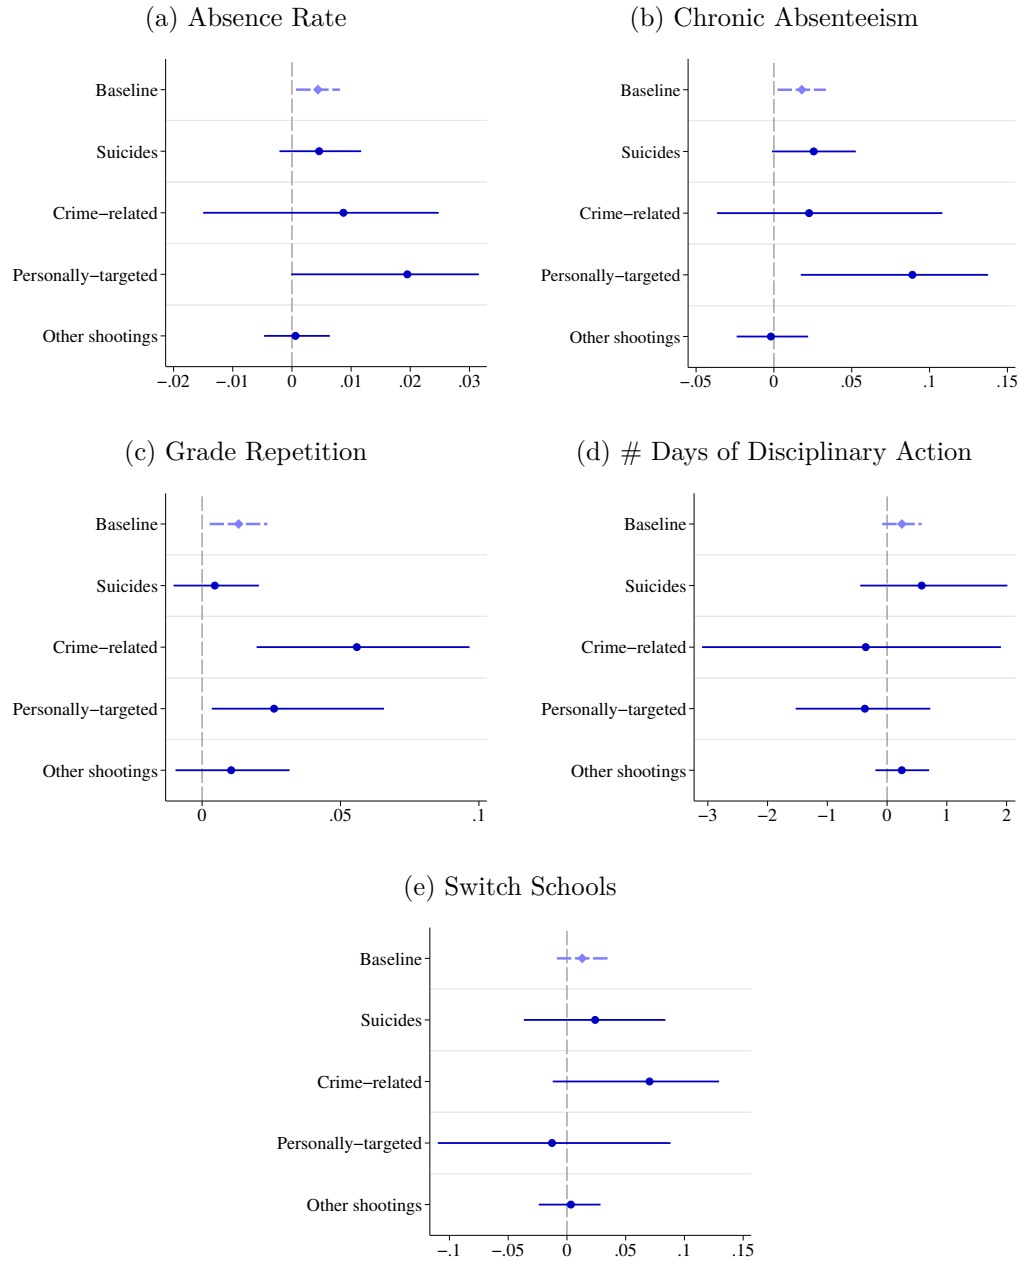 (a) Absence Rate
Baseline
Suicides
Crime−related
Personally−targeted
Other shootings
−.02 −.01 0 .01 .02 .03
(b) Chronic Absenteeism
Baseline
Suicides
Crime−related
Personally−targeted
Other shootings
−.05 0 .05 .1 .15
(c) Grade Repetition
Baseline
Suicides
Crime−related
Personally−targeted
Other shootings
0 .05 .1
(d) # Days of Disciplinary Action
Baseline
Suicides
Crime−related
Personally−targeted
Other shootings
−3 −2 −1 0 1 2
(e) Switch Schools
Baseline
Suicides
Crime−related
Personally−targeted
Other shootings
−.1 −.05 0 .05 .1 .15